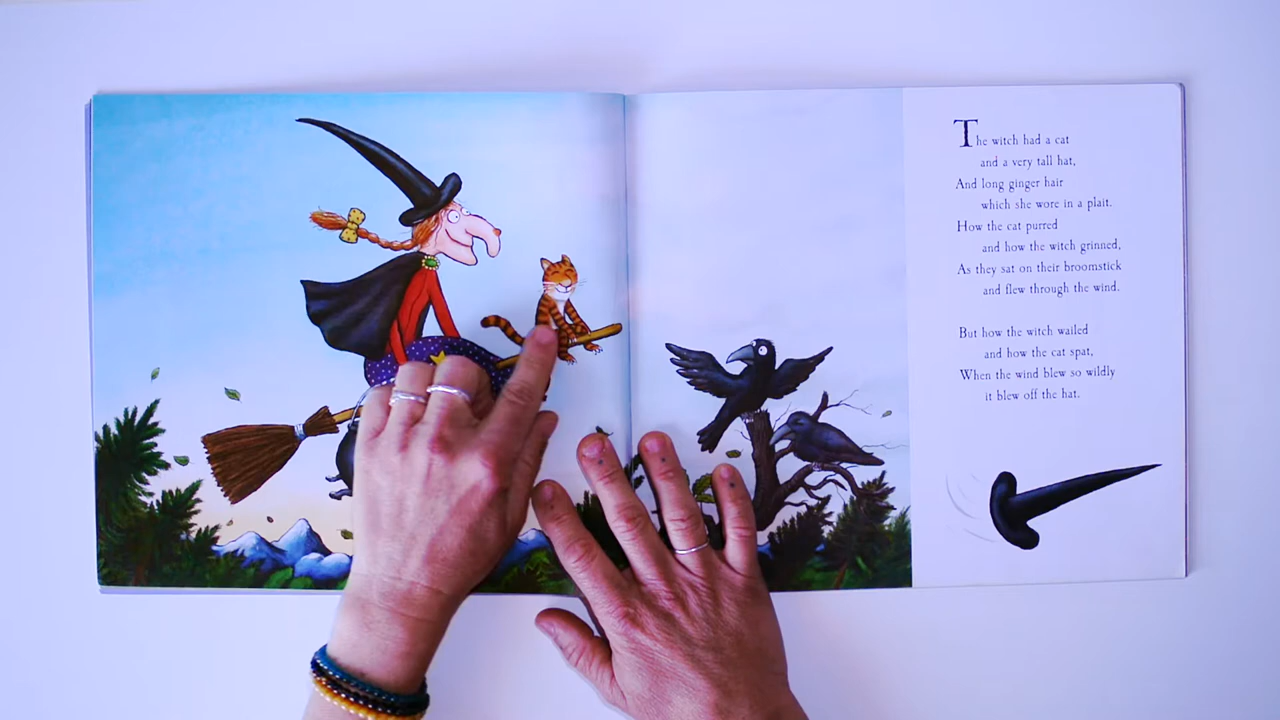 The witch had a cat
and a very tall hat,
And long ginger hair
which she wore in a plait.
How the cat purred
and how the witch grinned,
As they sat on their broomstick
and flew through the wind.
But how the witch wailed
and how the cat spat,
When the wind blew so wildly
it blew off the hat.